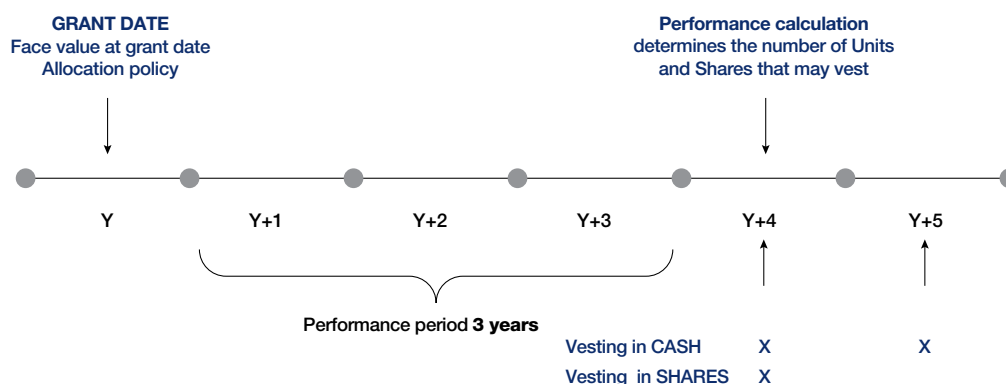 GRANT DATE
Face value at grant date
Allocation policy
Performance calculation
determines the number of Units
and Shares that may vest
Y
Y+1
Y+2
Y+3
Y+4
Y+5
Performance period 3 years
Vesting in CASH X X
Vesting in SHARES X